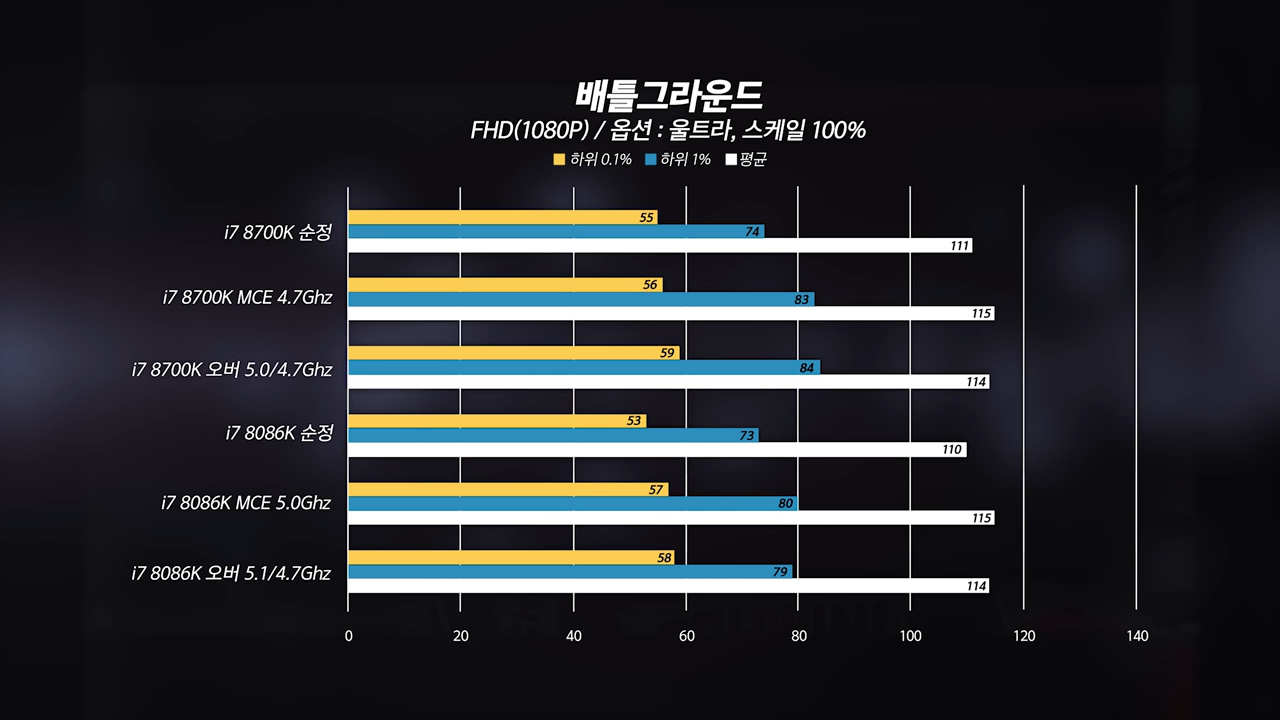 배틀그라운드
FHD(1080P) / 옵션 : 울트라, 스케일 100%
하위 0.1% 하위 1% 평균
i7 8700K 순정 55 74 111
i7 8700K MCE 4.7Ghz 56 83 115
i7 8700K 오버 5.0/4.7Ghz 59 84 114
i7 8086K 순정 53 73 110
i7 8086K MCE 5.0Ghz 57 80 115
i7 8086K 오버 5.1/4.7Ghz 58 79 114
0 20 40 60 80 100 120 140